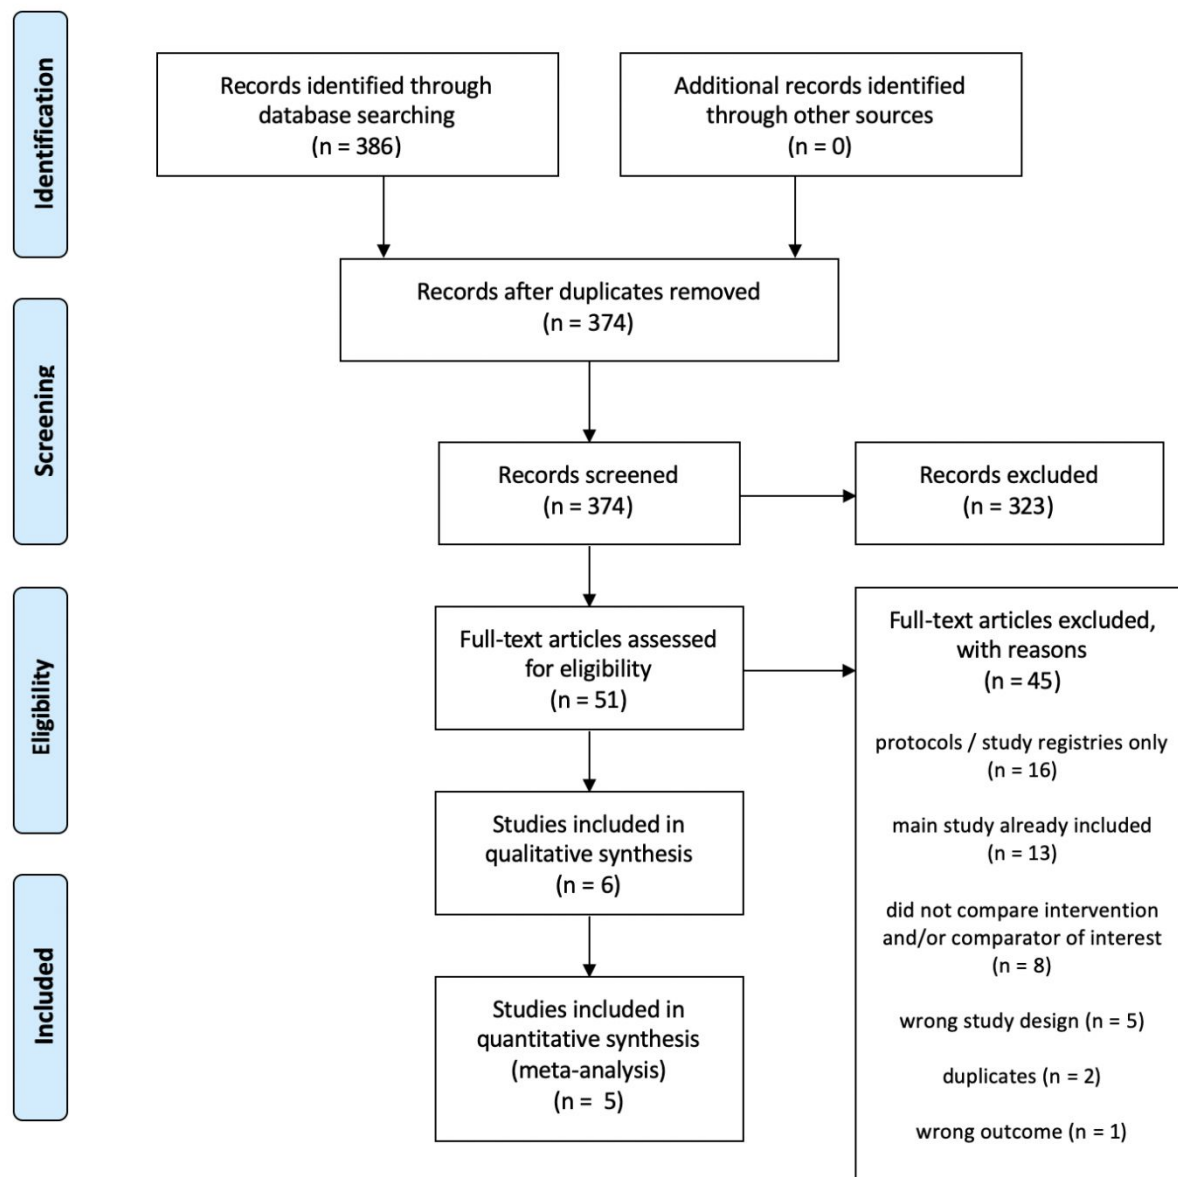 Identification
Records identified through
database searching
(n = 386)
Additional records identified
through other sources
(n = 0)
Records after duplicates removed
(n = 374)
Screening
Records screened
(n = 374)
Records excluded
(n = 323)
Eligibility
Full-text articles assessed
for eligibility
(n = 51)
Full-text articles excluded,
with reasons
(n = 45)
protocols / study registries only
(n = 16)
main study already included
(n = 13)
did not compare intervention
and/or comparator of interest
(n = 8)
wrong study design (n = 5)
duplicates (n = 2)
wrong outcome (n = 1)
Studies included in
qualitative synthesis
(n = 6)
Included
Studies included in
quantitative synthesis
(meta-analysis)
(n =  5)